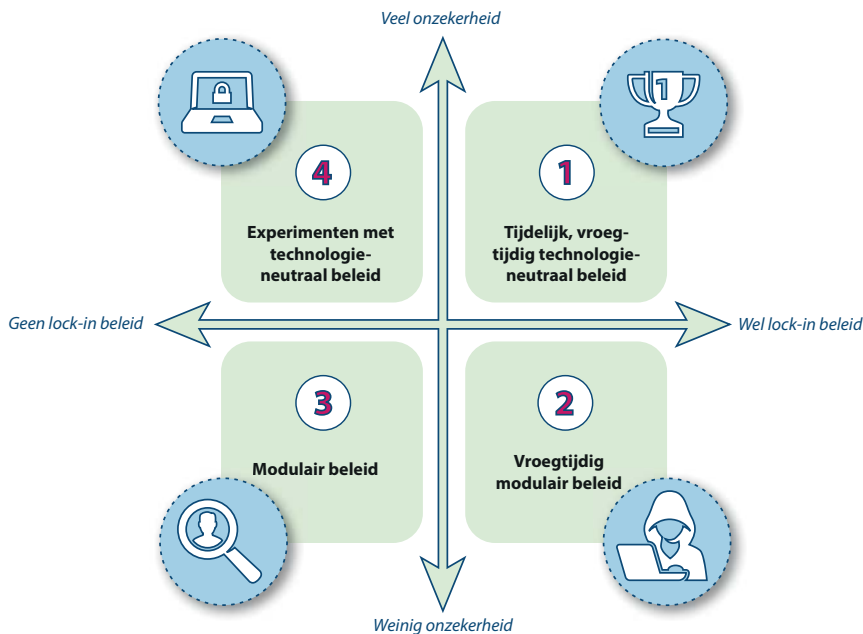 Veel onzekerheid
1
4
Experimenten met
technologie-
neutraal beleid
1
Tijdelijk, vroeg-
tijdig technologie-
neutraal beleid
Geen lock-in beleid
Wel lock-in beleid
3
Modulair beleid
2
Vroegtijdig
modulair beleid
Weinig onzekerheid